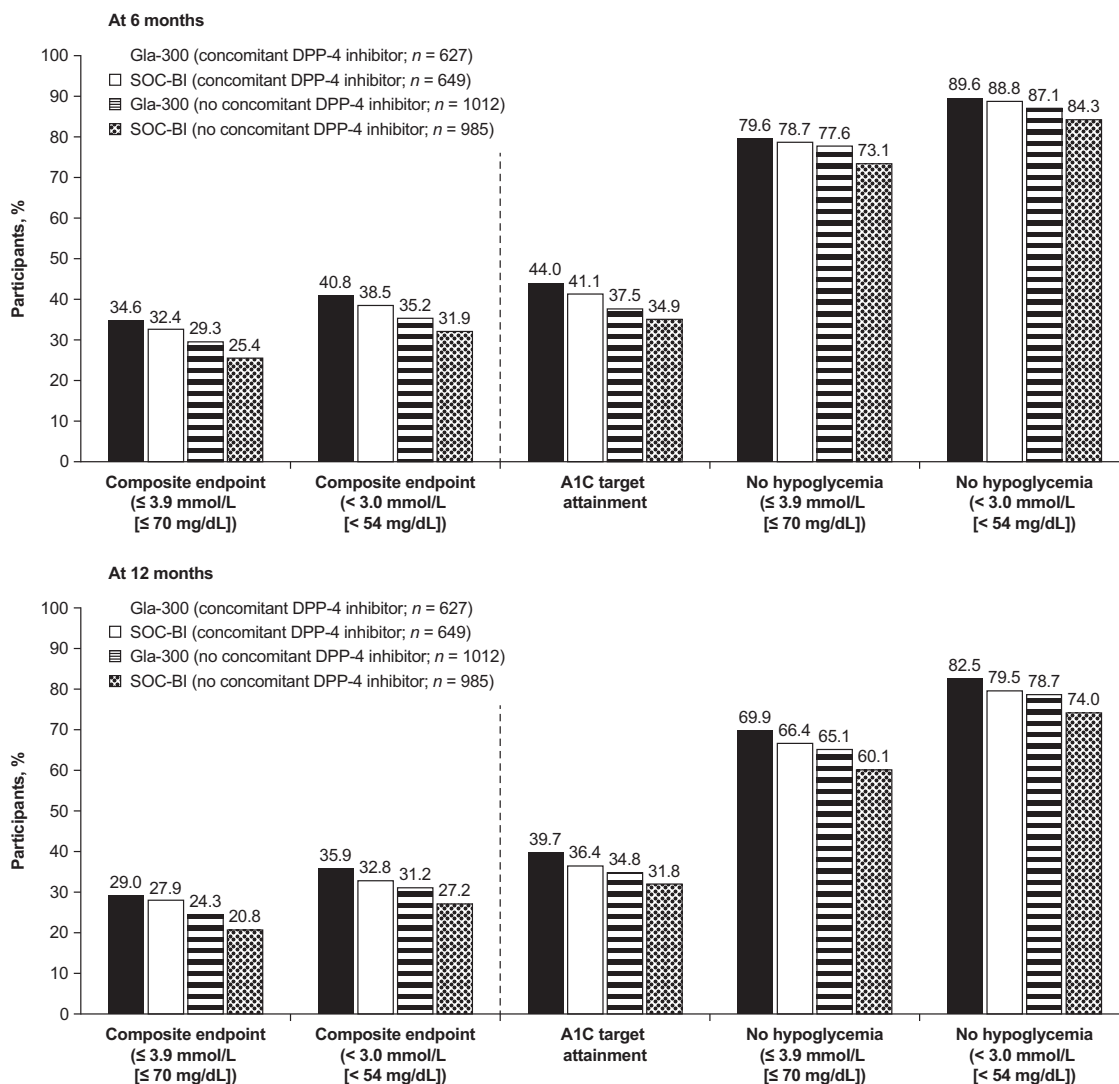 At 6 months
Participants, %
100
90
80
70
60
50
40
30
20
10
0
Gla-300 (concomitant DPP-4 inhibitor; n = 627)
SOC-BI (concomitant DPP-4 inhibitor; n = 649)
Gla-300 (no concomitant DPP-4 inhibitor; n = 1012)
SOC-BI (no concomitant DPP-4 inhibitor; n = 985)
34.6 32.4 29.3 25.4
40.8 38.5 35.2 31.9
44.0 41.1 37.5 34.9
79.6 78.7 77.6 73.1
89.6 88.8 87.1 84.3
Composite endpoint
(≤ 3.9 mmol/L
[≤ 70 mg/dL])
Composite endpoint
(< 3.0 mmol/L
[< 54 mg/dL])
A1C target
attainment
No hypoglycemia
(≤ 3.9 mmol/L
[≤ 70 mg/dL])
No hypoglycemia
(< 3.0 mmol/L
[< 54 mg/dL])
At 12 months
Participants, %
100
90
80
70
60
50
40
30
20
10
0
Gla-300 (concomitant DPP-4 inhibitor; n = 627)
SOC-BI (concomitant DPP-4 inhibitor; n = 649)
Gla-300 (no concomitant DPP-4 inhibitor; n = 1012)
SOC-BI (no concomitant DPP-4 inhibitor; n = 985)
29.0 27.9 24.3 20.8
35.9 32.8 31.2 27.2
39.7 36.4 34.8 31.8
69.9 66.4 65.1 60.1
82.5 79.5 78.7 74.0
Composite endpoint
(≤ 3.9 mmol/L
[≤ 70 mg/dL])
Composite endpoint
(< 3.0 mmol/L
[< 54 mg/dL])
A1C target
attainment
No hypoglycemia
(≤ 3.9 mmol/L
[≤ 70 mg/dL])
No hypoglycemia
(< 3.0 mmol/L
[< 54 mg/dL])